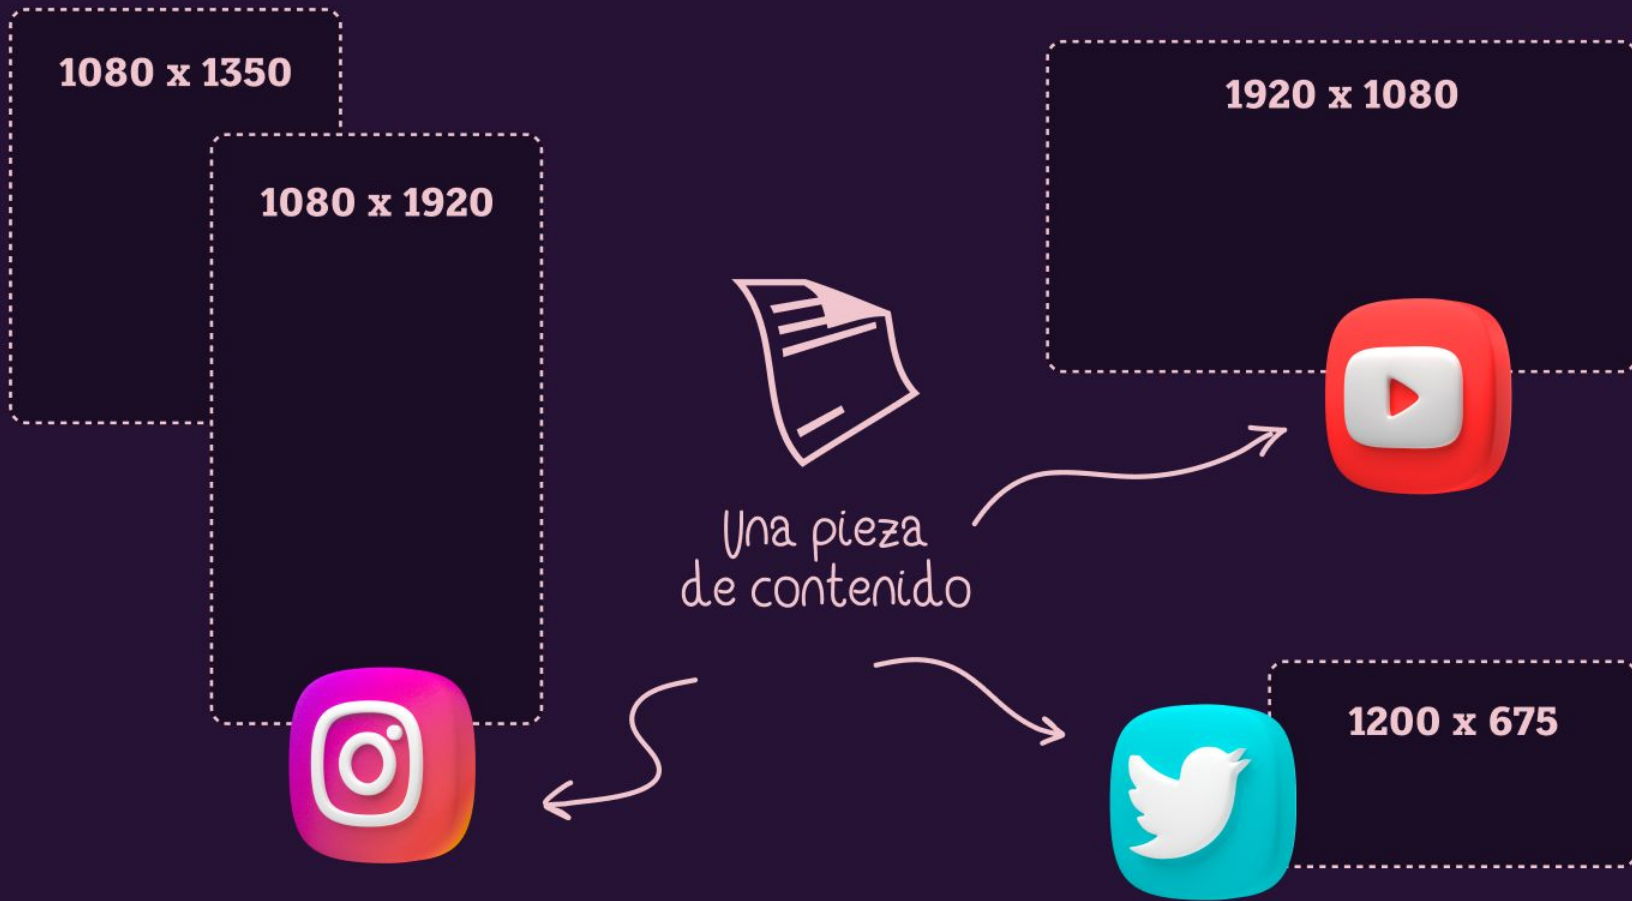 1080 x 1350
1080 x 1920
1920 x 1080
Una pieza
de contenido
1200 x 675